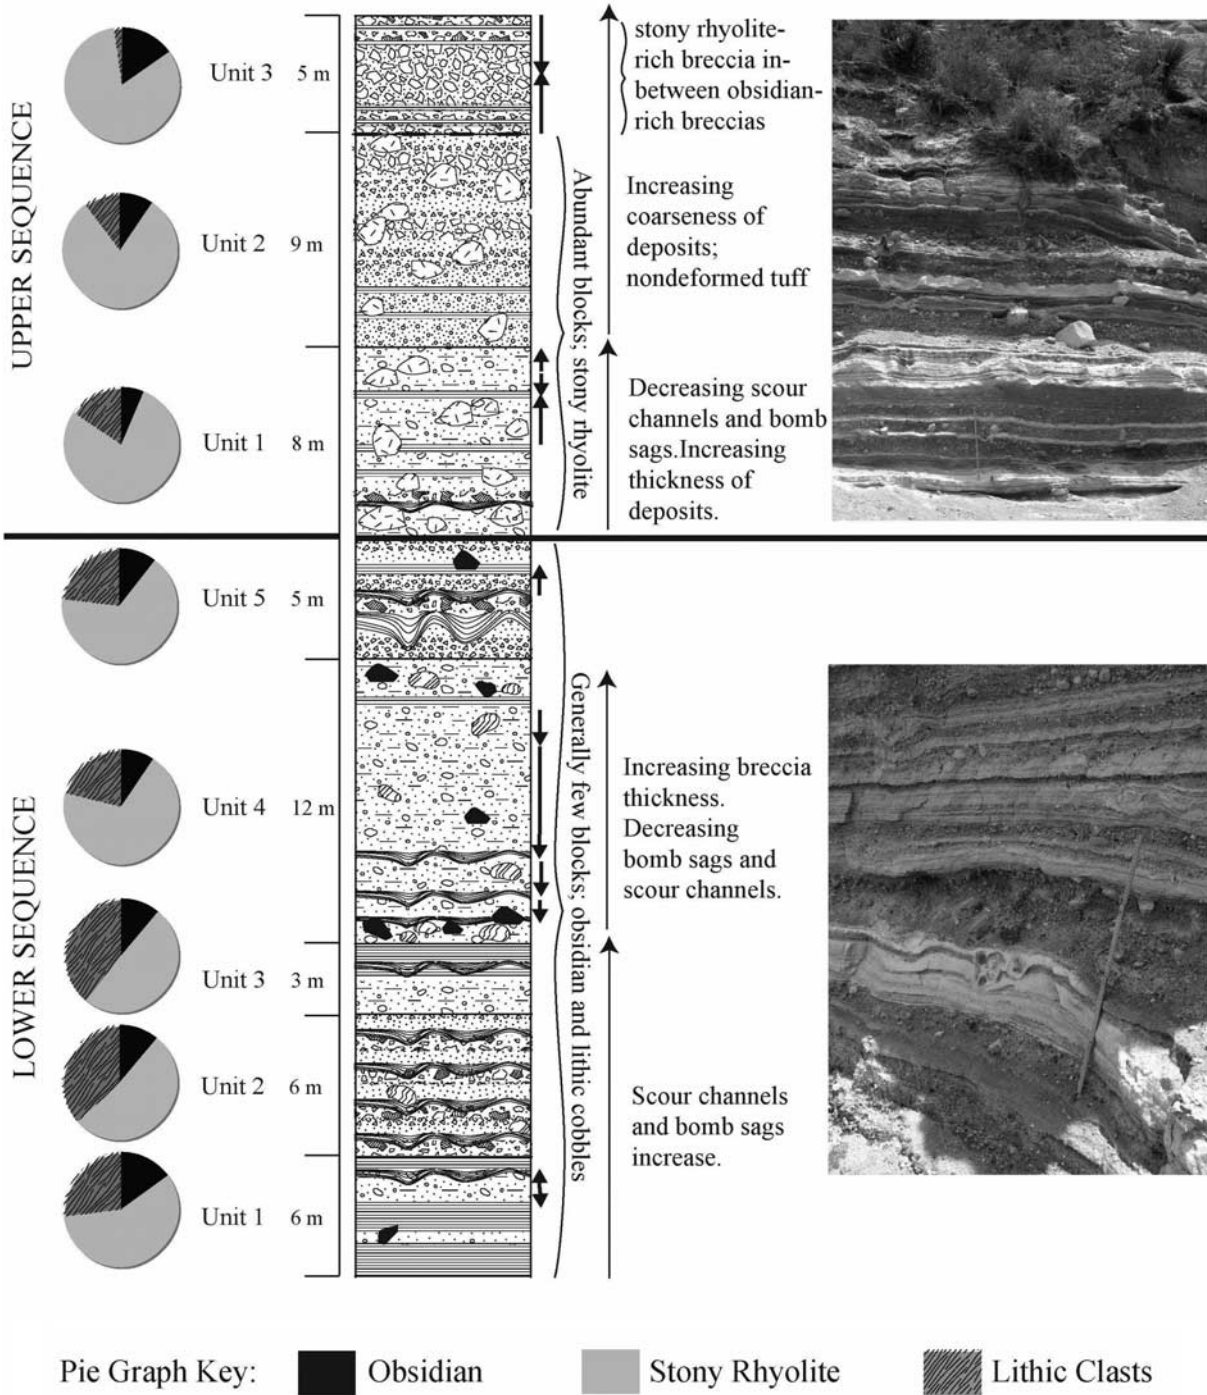 UPPER SEQUENCE
Unit 3 5 m
stony rhyolite-
rich breccia in-
between obsidian-
rich breccias
Unit 2 9 m
Abundant blocks; stony rhyolite
Increasing
coarseness of
deposits;
nondeformed tuff
Unit 1 8 m
Decreasing scour
channels and bomb
sags.Increasing
thickness of
deposits.
LOWER SEQUENCE
Unit 5 5 m
Generally few blocks; obsidian and lithic cobbles
Unit 4 12 m
Increasing breccia
thickness.
Decreasing
bomb sags and
scour channels.
Unit 3 3 m
Unit 2 6 m
Scour channels
and bomb sags
increase.
Unit 1 6 m
Pie Graph Key: Obsidian Stony Rhyolite Lithic Clasts